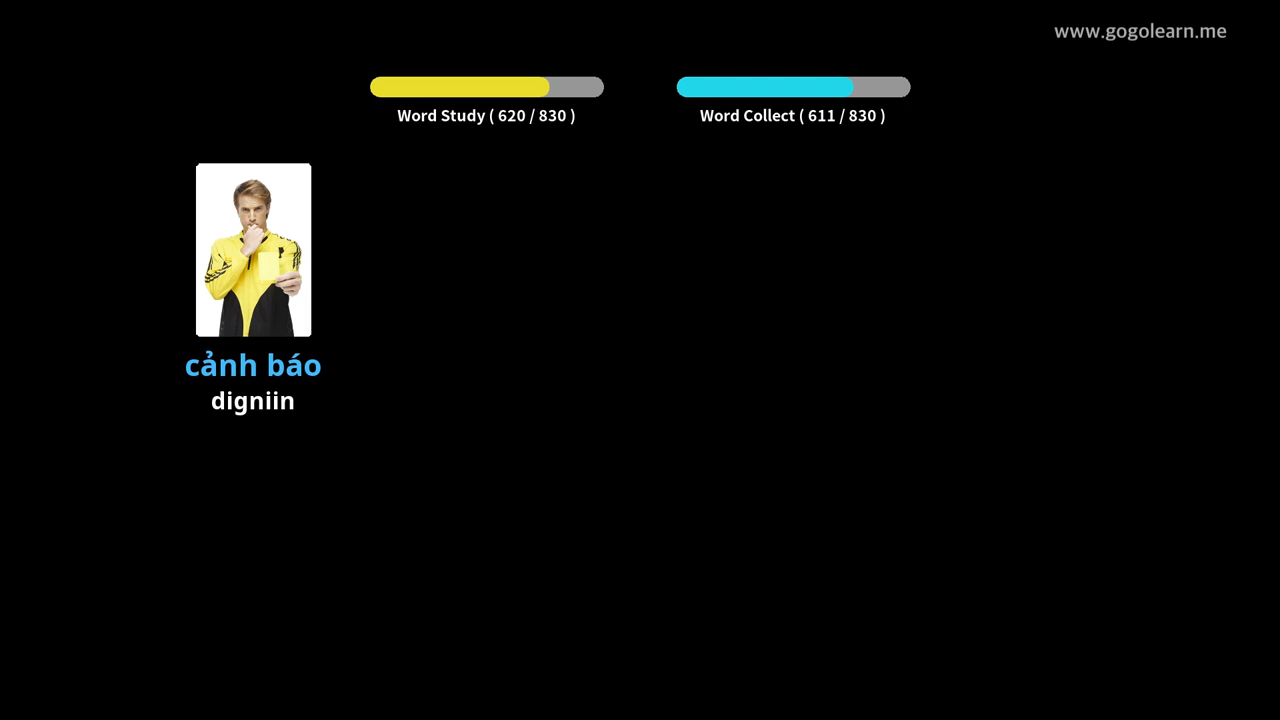 www.gogolearn.me
Word Study ( 620 / 830 )
Word Collect ( 611 / 830 )
cảnh báo
digniin